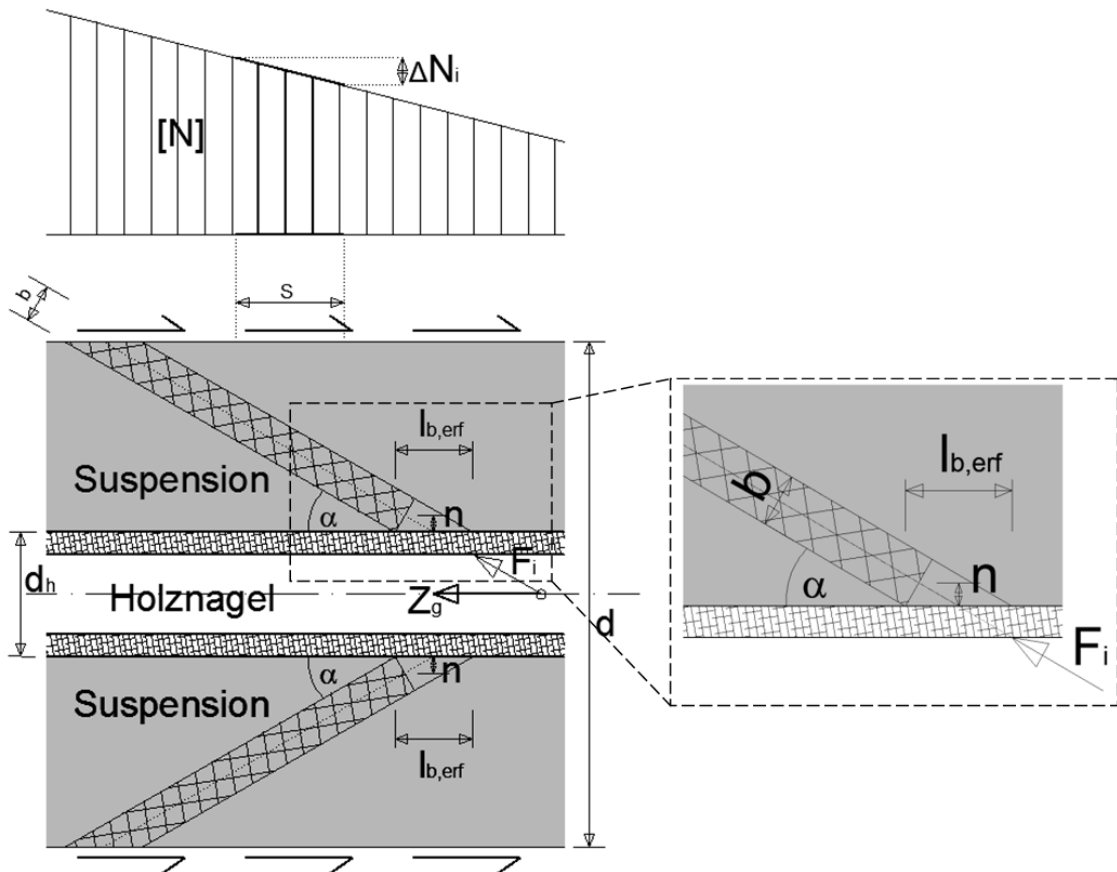 ΔNi
[N]
s
b
lb,erf
Suspension
α
n
dh
Fi
Holznagel
Zg
d
α
n
Suspension
lb,erf
lb,erf
b
α
n
Fi